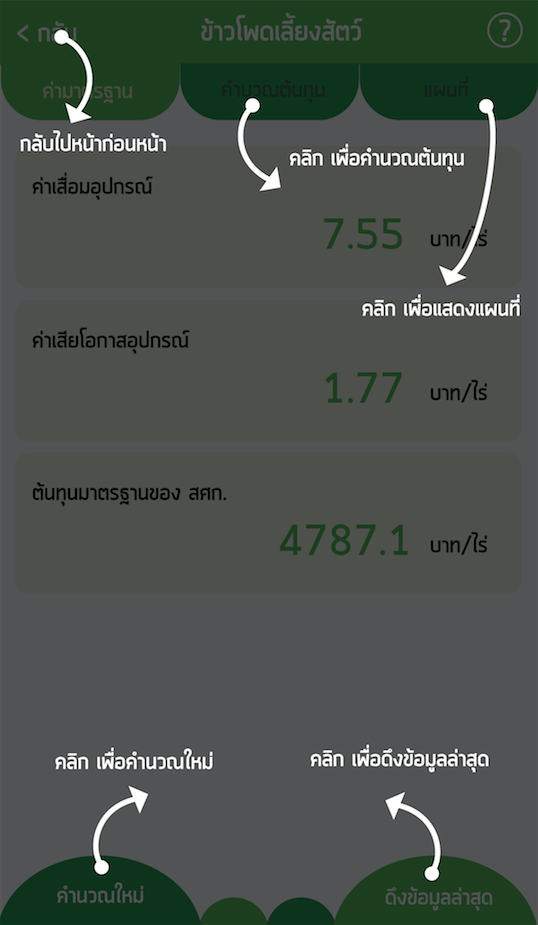 < กลับ ข้าวโพดเลี้ยงสัตว์ ?
ค่ามาตรฐาน คำนวณต้นทุน แผนที่
กลับไปหน้าก่อนหน้า
คลิก เพื่อคำนวณต้นทุน
ค่าเสื่อมอุปกรณ์
7.55 บาท/ไร่
คลิก เพื่อแสดงแผนที่
ค่าเสียโอกาสอุปกรณ์
1.77 บาท/ไร่
ต้นทุนมาตรฐานของ สศก.
4787.1 บาท/ไร่
คลิก เพื่อคำนวณใหม่ คลิก เพื่อดึงข้อมูลล่าสุด
คำนวณใหม่ ดึงข้อมูลล่าสุด